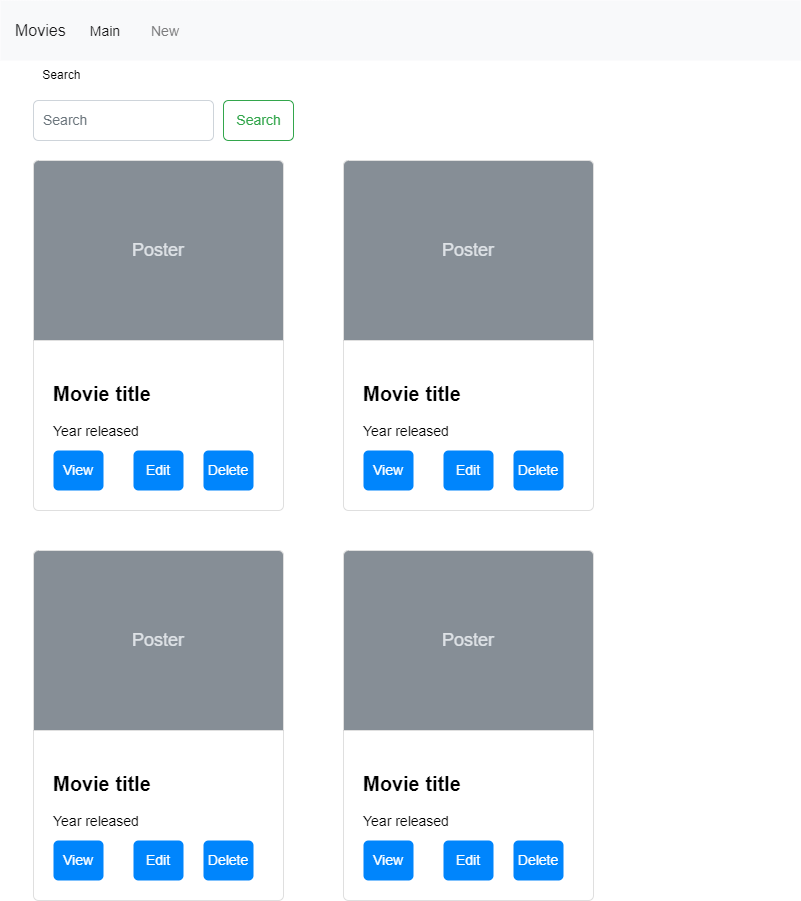 Movies Main New
Search
Search Search
Poster Poster
Movie title Movie title
Year released Year released
View Edit Delete View Edit Delete
Poster Poster
Movie title Movie title
Year released Year released
View Edit Delete View Edit Delete